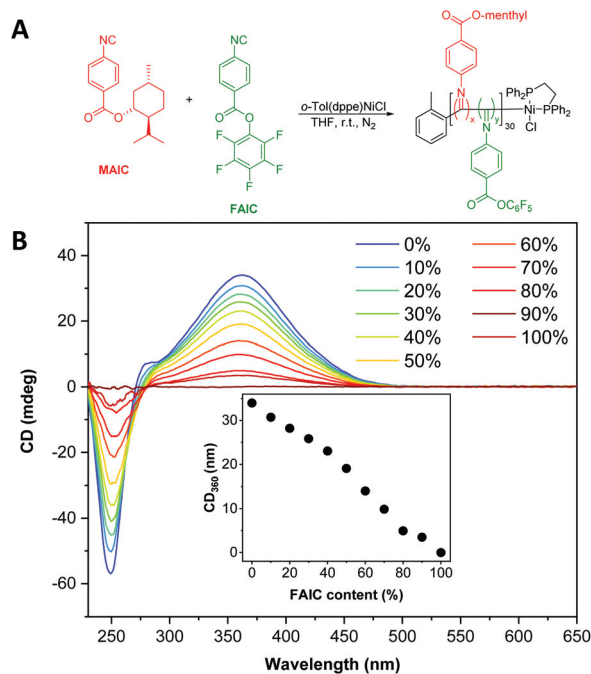 A
NC
O
O
MAIC
+
NC
O
O
F
F
F
F
F
FAIC
o-Tol(dppe)NiCl
THF, r.t., N2
O
O-menthyl
N
x
y
30
N
Ph2P
Ni
PPh2
Cl
O
OC6F5
B
CD (mdeg)
40
20
0
-20
-40
-60
0%
10%
20%
30%
40%
50%
60%
70%
80%
90%
100%
CD360 (nm)
30
15
0
0 20 40 60 80 100
FAIC content (%)
250 300 350 400 450 500 550 600 650
Wavelength (nm)